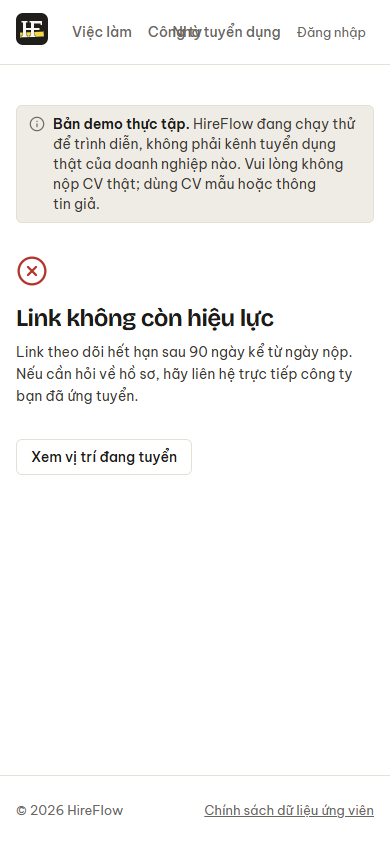 HF
Việc làm
Công ty
Nhà tuyển dụng
Đăng nhập
Bản demo thực tập. HireFlow đang chạy thử
để trình diễn, không phải kênh tuyển dụng
thật của doanh nghiệp nào. Vui lòng không
nộp CV thật; dùng CV mẫu hoặc thông
tin giả.
Link không còn hiệu lực
Link theo dõi hết hạn sau 90 ngày kể từ ngày nộp.
Nếu cần hỏi về hồ sơ, hãy liên hệ trực tiếp công ty
bạn đã ứng tuyển.
Xem vị trí đang tuyển
© 2026 HireFlow
Chính sách dữ liệu ứng viên